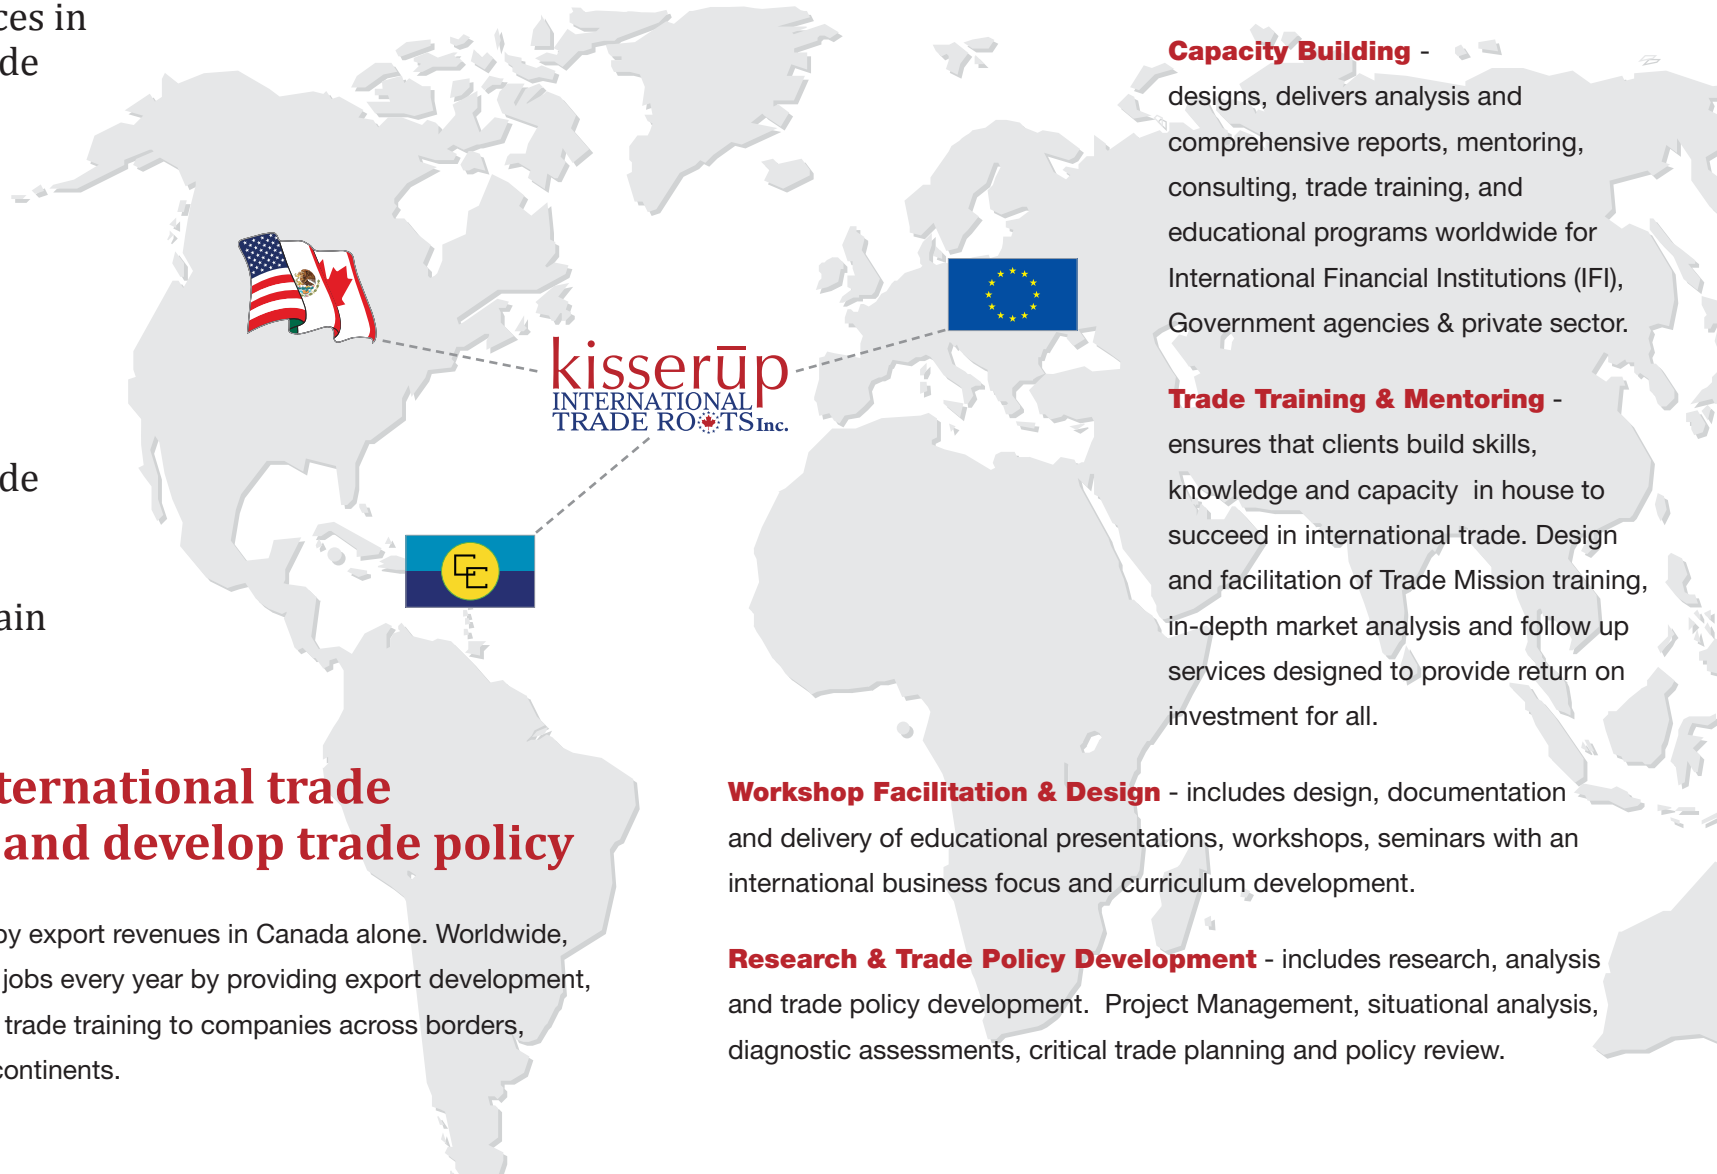 ces in
de
de
ain
ternational trade
and develop trade policy
by export revenues in Canada alone. Worldwide,
jobs every year by providing export development,
trade training to companies across borders,
continents.
kisserūp
INTERNATIONAL
TRADE ROOTS Inc.
Capacity Building -
designs, delivers analysis and
comprehensive reports, mentoring,
consulting, trade training, and
educational programs worldwide for
International Financial Institutions (IFI),
Government agencies & private sector.
Trade Training & Mentoring -
ensures that clients build skills,
knowledge and capacity in house to
succeed in international trade. Design
and facilitation of Trade Mission training,
in-depth market analysis and follow up
services designed to provide return on
investment for all.
Workshop Facilitation & Design - includes design, documentation
and delivery of educational presentations, workshops, seminars with an
international business focus and curriculum development.
Research & Trade Policy Development - includes research, analysis
and trade policy development. Project Management, situational analysis,
diagnostic assessments, critical trade planning and policy review.